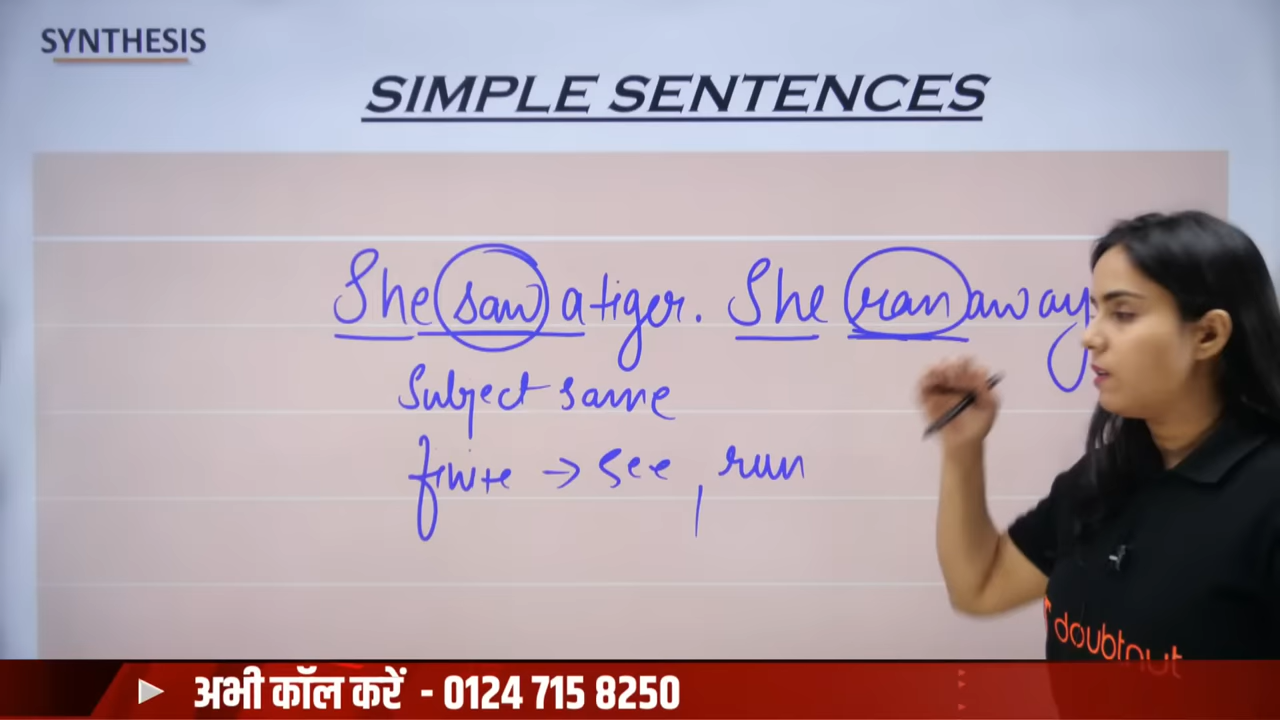 SYNTHESIS
SIMPLE SENTENCES
She saw a tiger. She ran away
Subject same
finite → see, run
doubtnut
अभी कॉल करें - 0124 715 8250